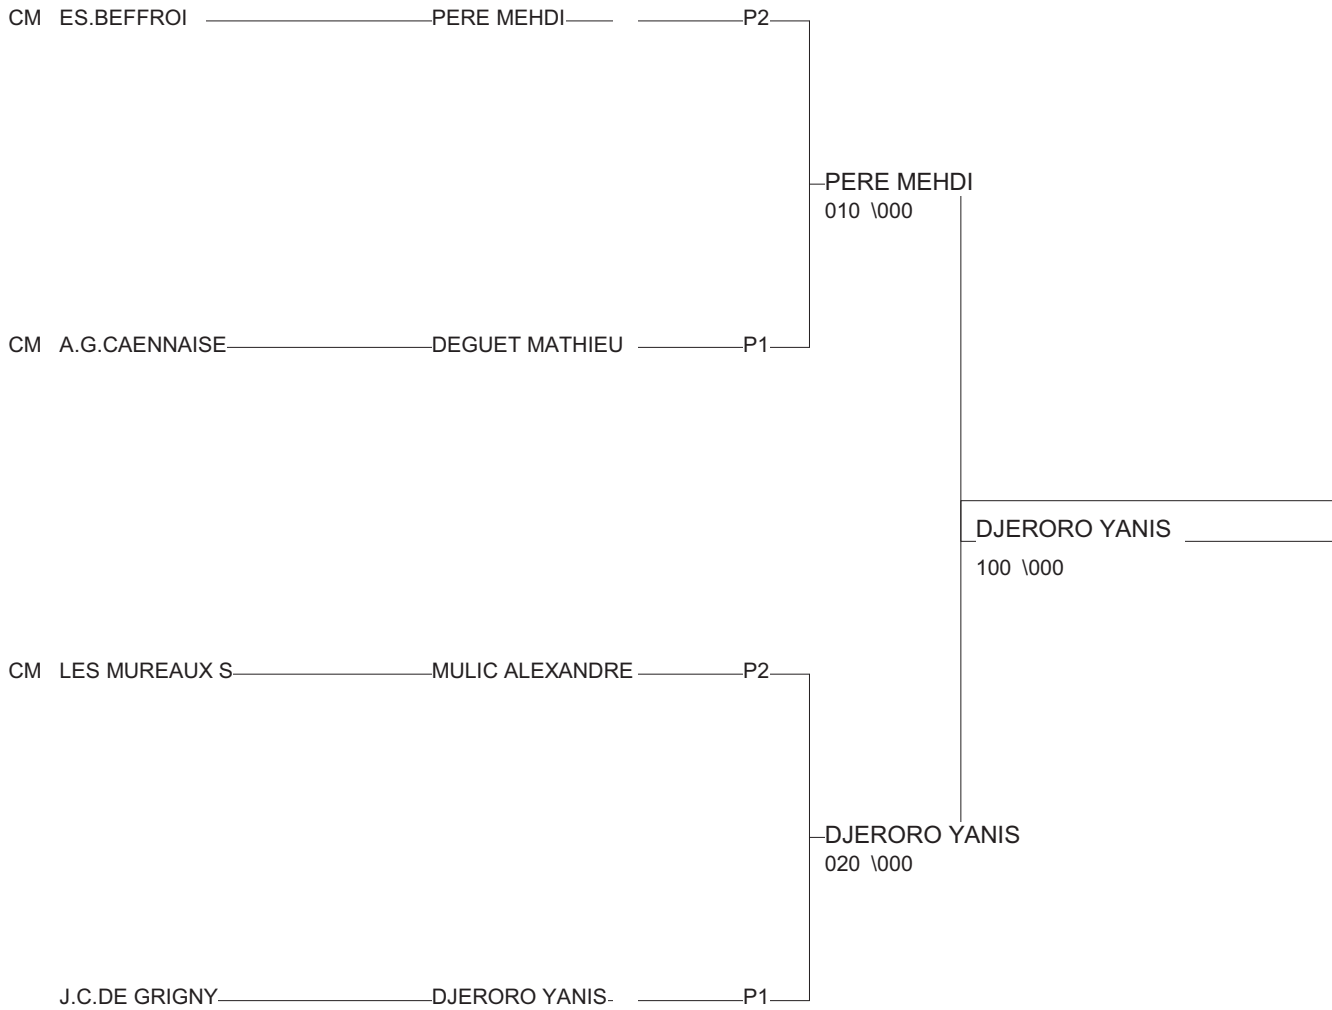 CM ES.BEFFROI PERE MEHDI P2
PERE MEHDI
010 \000
CM A.G.CAENNAISE DEGUET MATHIEU P1
DJERORO YANIS
100 \000
CM LES MUREAUX S MULIC ALEXANDRE P2
DJERORO YANIS
020 \000
J.C.DE GRIGNY DJERORO YANIS P1